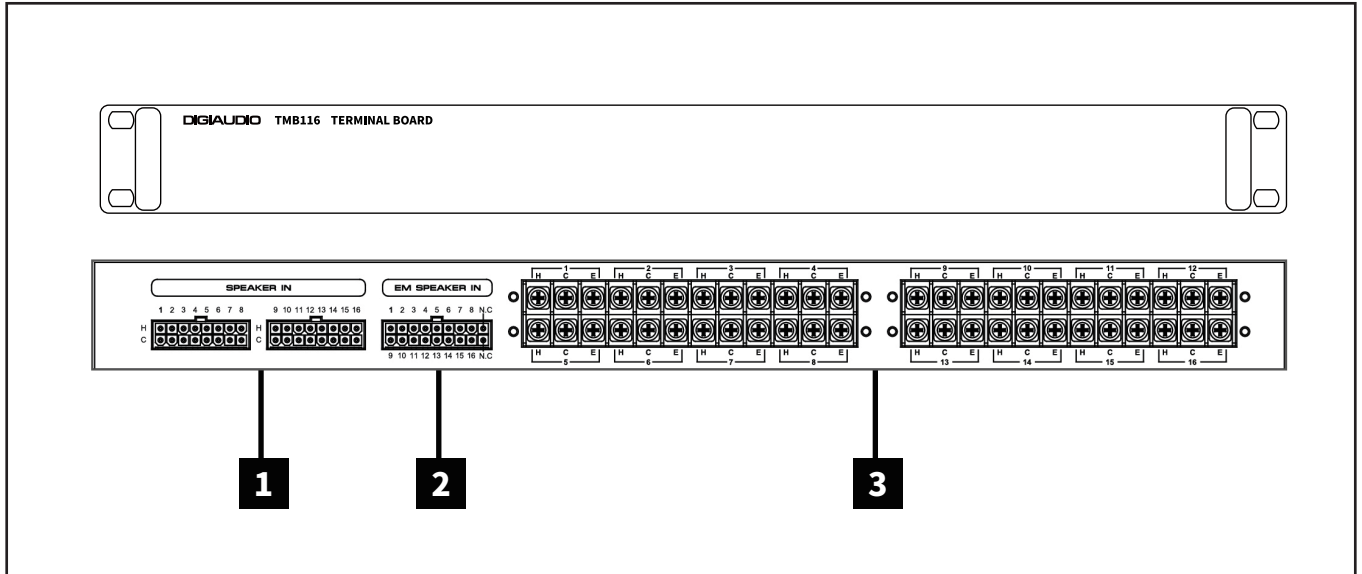 DIGIAUDIO TMB116 TERMINAL BOARD
SPEAKER IN
EM SPEAKER IN
1 2 3 4 5 6 7 8
9 10 11 12 13 14 15 16
1 2 3 4 5 6 7 8 N.C
H
C
H
C
9 10 11 12 13 14 15 16 N.C
1 2 3 4
H C E H C E H C E H C E
H C E H C E H C E H C E
5 6 7 8
9 10 11 12
H C E H C E H C E H C E
H C E H C E H C E H C E
13 14 15 16
1
2
3